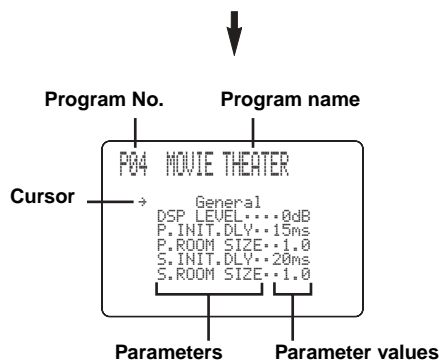 Program No. Program name
P04 MOVIE THEATER
Cursor → General
DSP LEVEL····0dB
P.INIT.DLY··15ms
P.ROOM SIZE··1.0
S.INIT.DLY··20ms
S.ROOM SIZE··1.0
Parameters Parameter values